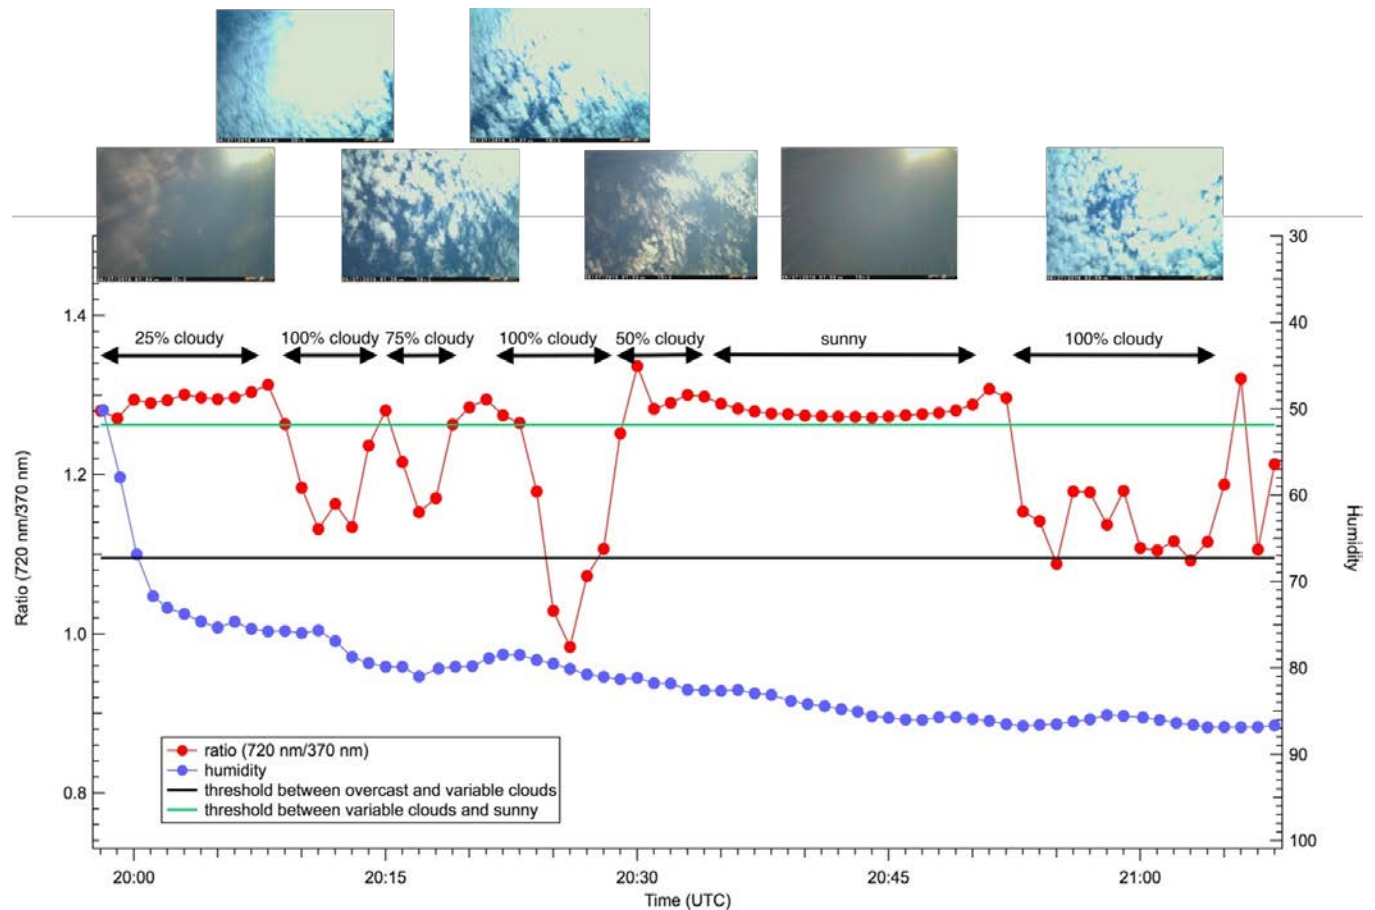 25% cloudy
100% cloudy
75% cloudy
100% cloudy
50% cloudy
sunny
100% cloudy
1.4
1.2
1.0
0.8
Ratio (720 nm/370 nm)
30
40
50
60
70
80
90
100
Humidity
ratio (720 nm/370 nm)
humidity
threshold between overcast and variable clouds
threshold between variable clouds and sunny
20:00
20:15
20:30
20:45
21:00
Time (UTC)